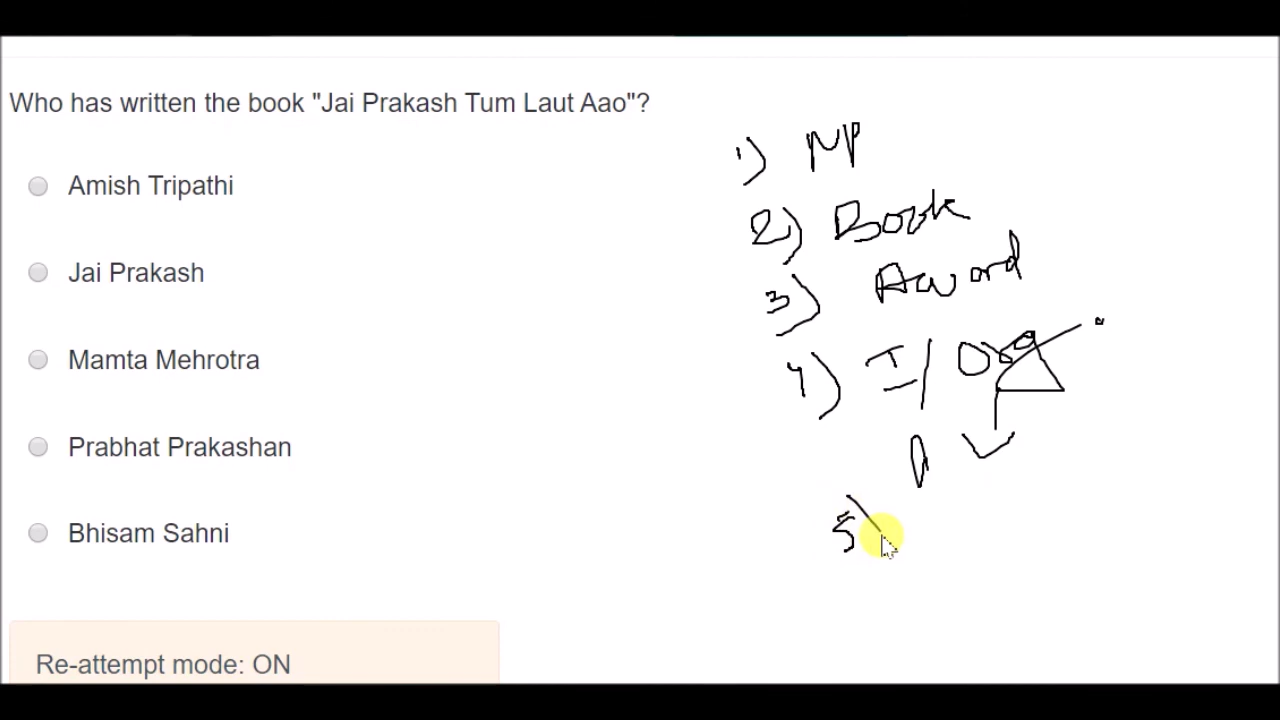 Who has written the book "Jai Prakash Tum Laut Aao"?
Amish Tripathi
Jai Prakash
Mamta Mehrotra
Prabhat Prakashan
Bhisam Sahni
Re-attempt mode: ON
1) NP
2) Book
3) Award
4) I/
5)